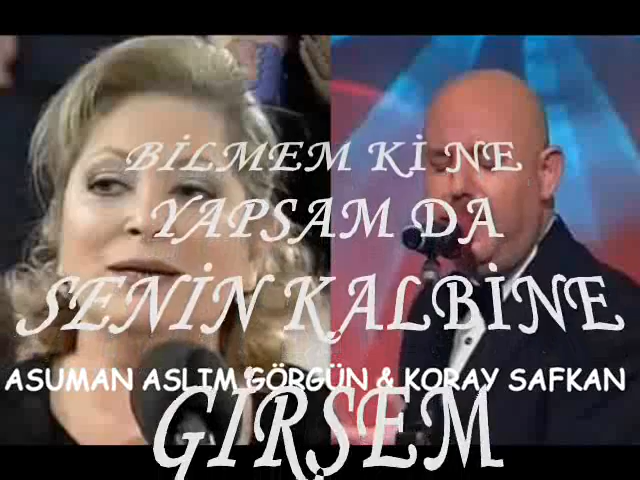 BİLMEM Kİ NE
YAPSAM DA
SENİN KALBİNE
ASUMAN ASLIM GÖRGÜN & KORAY SAFKAN
GİRSEM